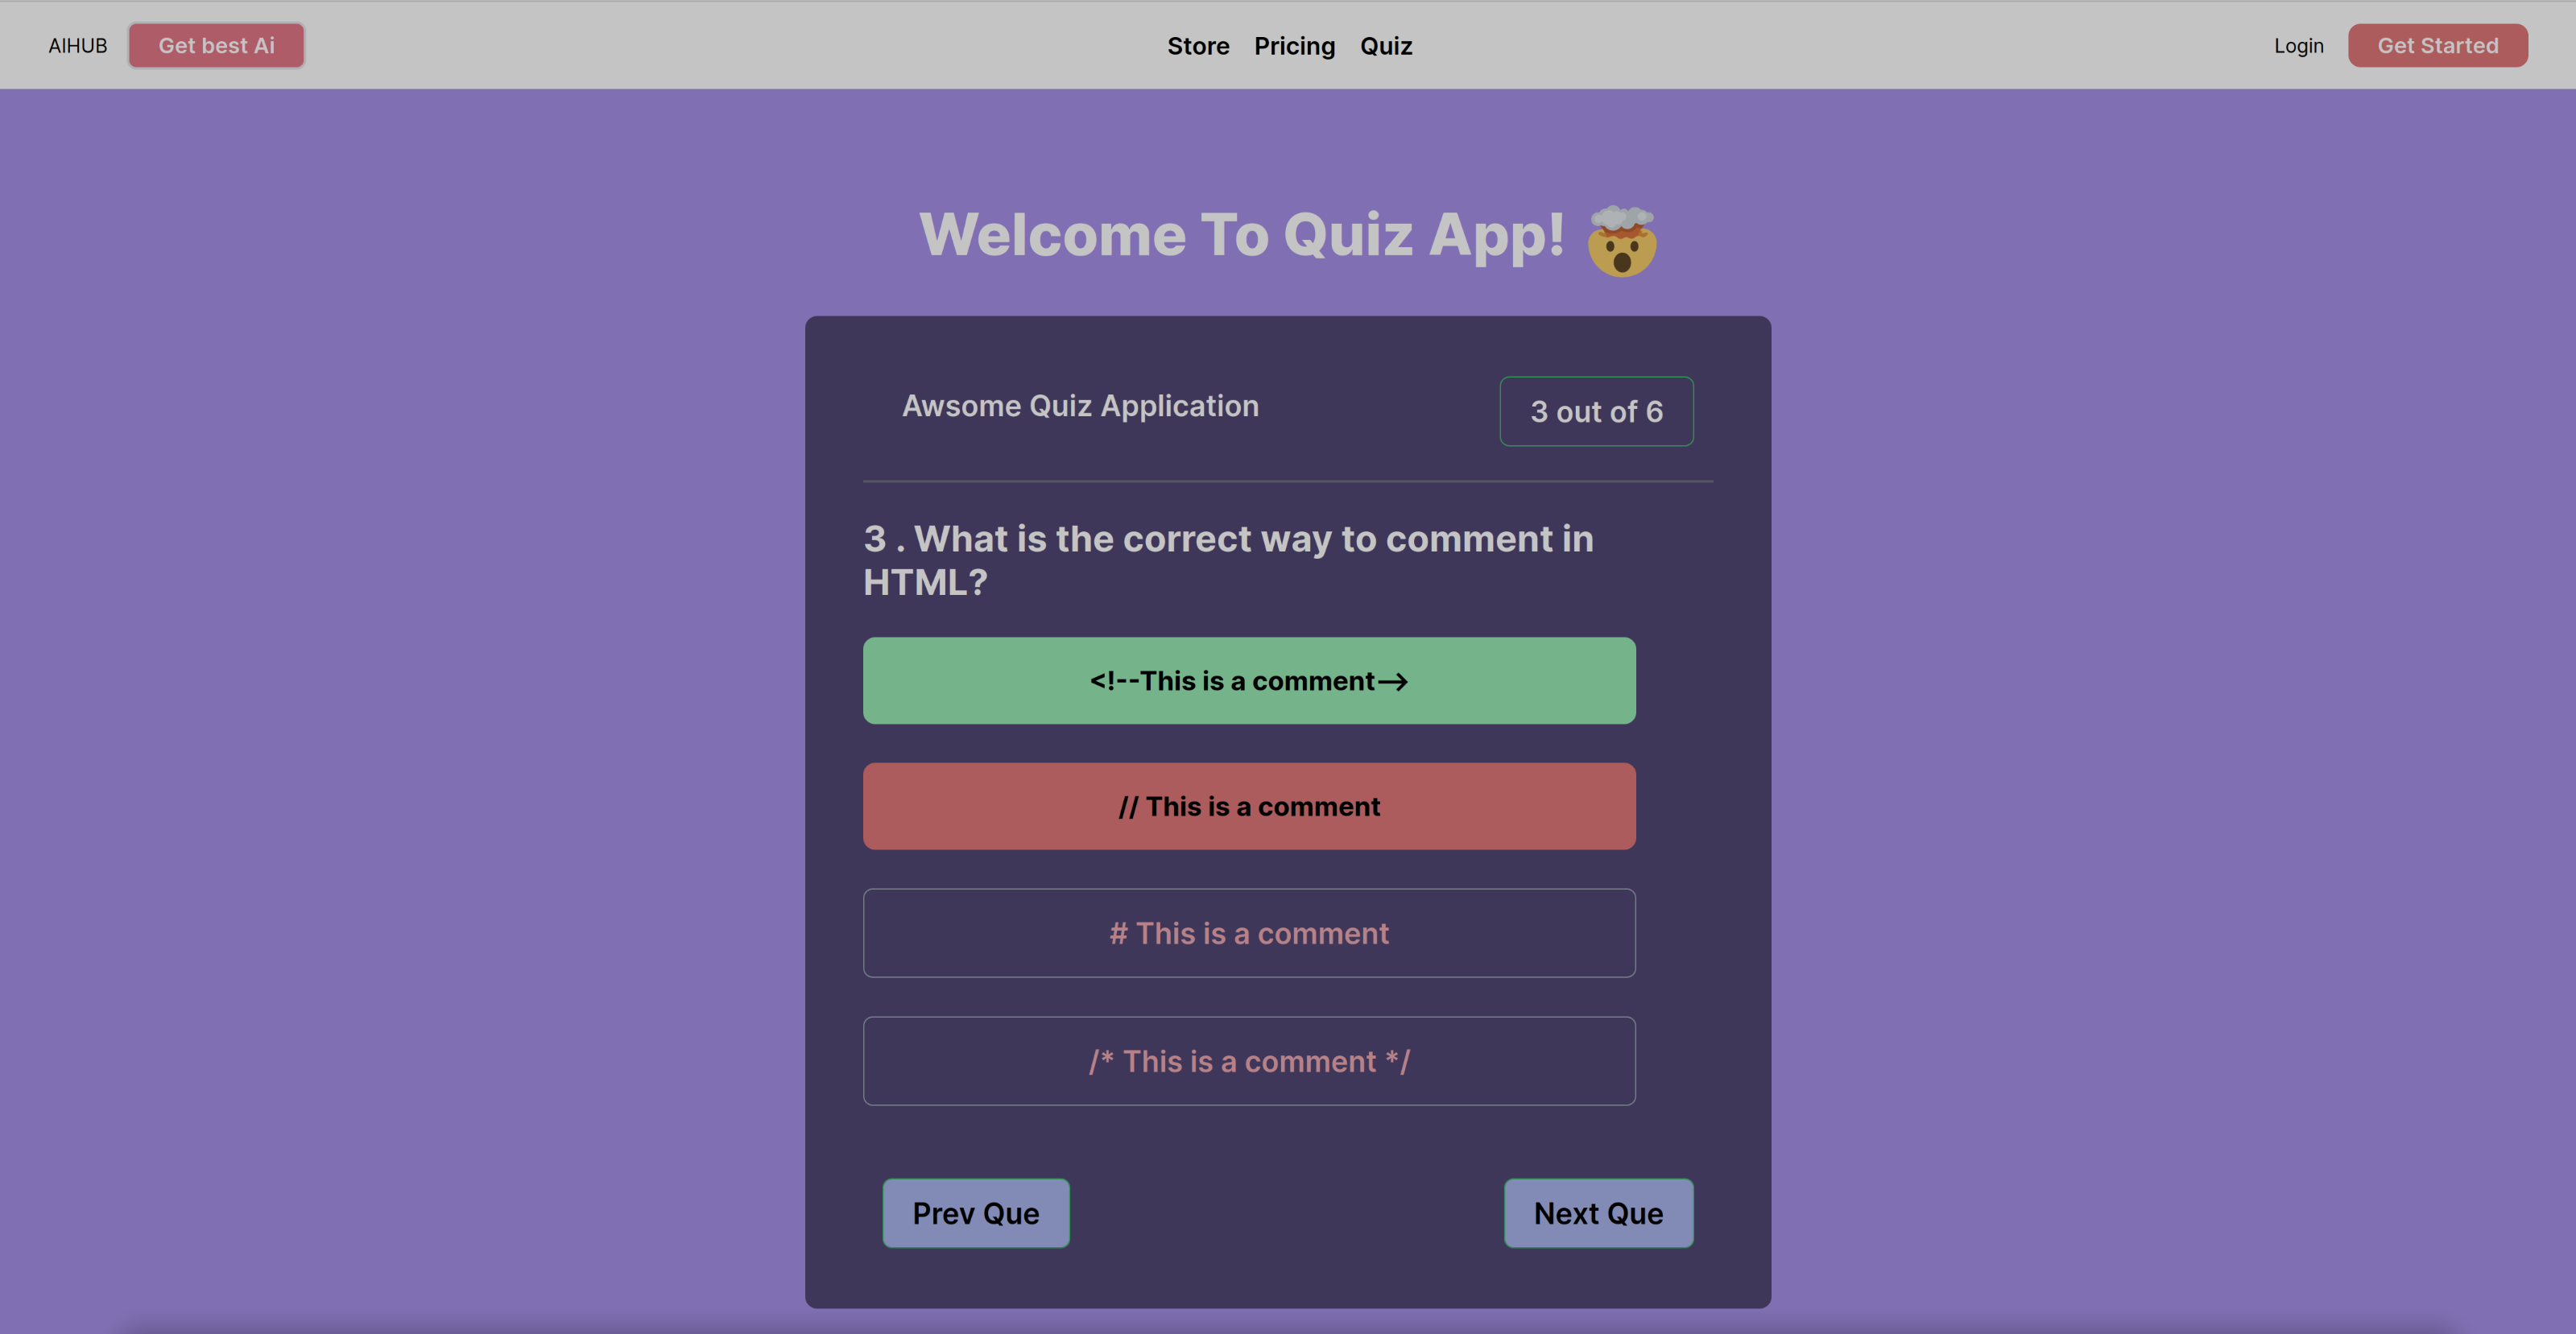 AIHUB Get best Ai Store Pricing Quiz Login Get Started
Welcome To Quiz App! 🤯
Awsome Quiz Application 3 out of 6
3 . What is the correct way to comment in
HTML?
<!--This is a comment-->
// This is a comment
# This is a comment
/* This is a comment */
Prev Que Next Que